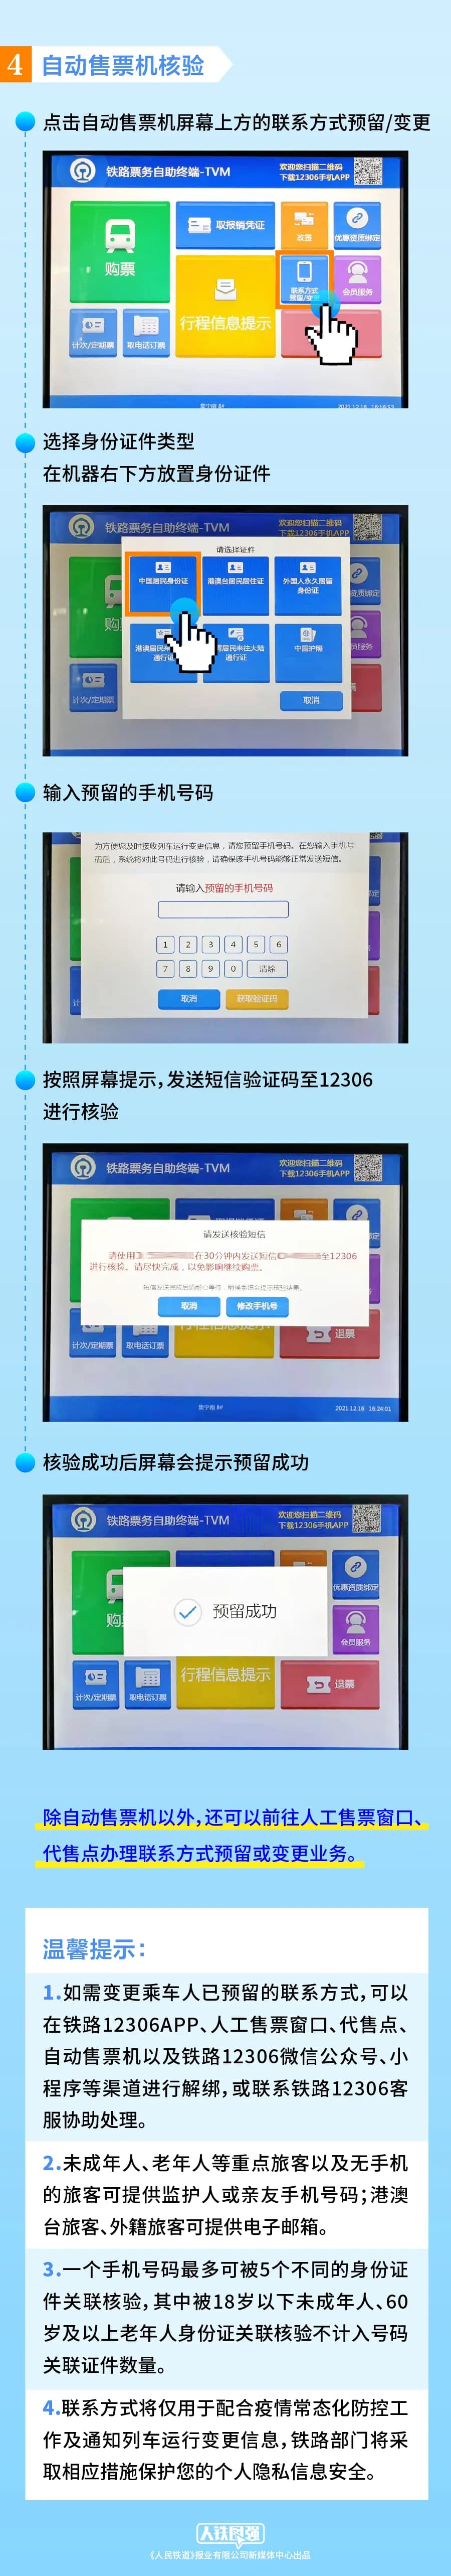 4 自动售票机核验
点击自动售票机屏幕上方的联系方式预留/变更
铁路票务自助终端-TVM
欢迎您扫描二维码
下载12306手机APP
购票
取报销凭证
改签
优惠资质绑定
联系方式
会员服务
行程信息提示
计次/定期票
取电话订票
选择身份证件类型
在机器右下方放置身份证件
铁路票务自助终端-TVM
欢迎您扫描二维码
下载12306手机APP
请选择证件
中国居民身份证
港澳台居民居住证
外国人永久居留
身份证
中国护照
通行证
取消
计次/定期票
输入预留的手机号码
为方便您及时接收列车运行变更信息，请您预留手机号码。在您输入手机号
码后，系统将对此号码进行核验，请确保该手机号码能够正常发送短信。
请输入预留的手机号码
1 2 3 4 5 6
7 8 9 0 清除
取消 获取验证码
按照屏幕提示，发送短信验证码至12306
进行核验
铁路票务自助终端-TVM
欢迎您扫描二维码
下载12306手机APP
请发送核验短信
请使用 在30分钟内发送短信 至12306
进行核验。请尽快完成，以免影响继续购票。
取消 修改手机号
计次/定期票
取电话订票
退票
2021.12.18 18:24:01
核验成功后屏幕会提示预留成功
铁路票务自助终端-TVM
欢迎您扫描二维码
下载12306手机APP
优惠资质绑定
预留成功
会员服务
计次/定期票
取电话订票
行程信息提示
退票
除自动售票机以外，还可以前往人工售票窗口、
代售点办理联系方式预留或变更业务。
温馨提示：
1.如需变更乘车人已预留的联系方式，可以
在铁路12306APP、人工售票窗口、代售点、
自动售票机以及铁路12306微信公众号、小
程序等渠道进行解绑，或联系铁路12306客
服协助处理。
2.未成年人、老年人等重点旅客以及无手机
的旅客可提供监护人或亲友手机号码；港澳
台旅客、外籍旅客可提供电子邮箱。
3.一个手机号码最多可被5个不同的身份证
件关联核验，其中被18岁以下未成年人、60
岁及以上老年人身份证关联核验不计入号码
关联证件数量。
4.联系方式将仅用于配合疫情常态化防控工
作及通知列车运行变更信息，铁路部门将采
取相应措施保护您的个人隐私信息安全。
人铁图强
《人民铁道》报业有限公司新媒体中心出品